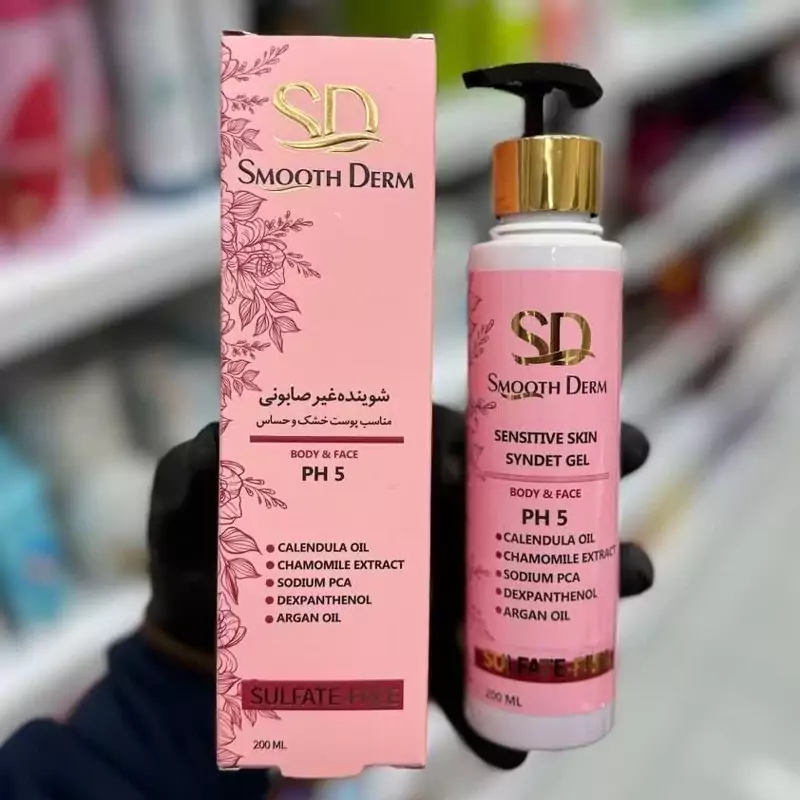 SD
SMOOTH DERM
شوینده غیر صابونی
مناسب پوست خشک و حساس
BODY & FACE
PH 5
CALENDULA OIL
CHAMOMILE EXTRACT
SODIUM PCA
DEXPANTHENOL
ARGAN OIL
SULFATE-FREE
200 ML
SD
SMOOTH DERM
SENSITIVE SKIN
SYNDET GEL
BODY & FACE
PH 5
CALENDULA OIL
CHAMOMILE EXTRACT
SODIUM PCA
DEXPANTHENOL
ARGAN OIL
SULFATE-FREE
200 ML